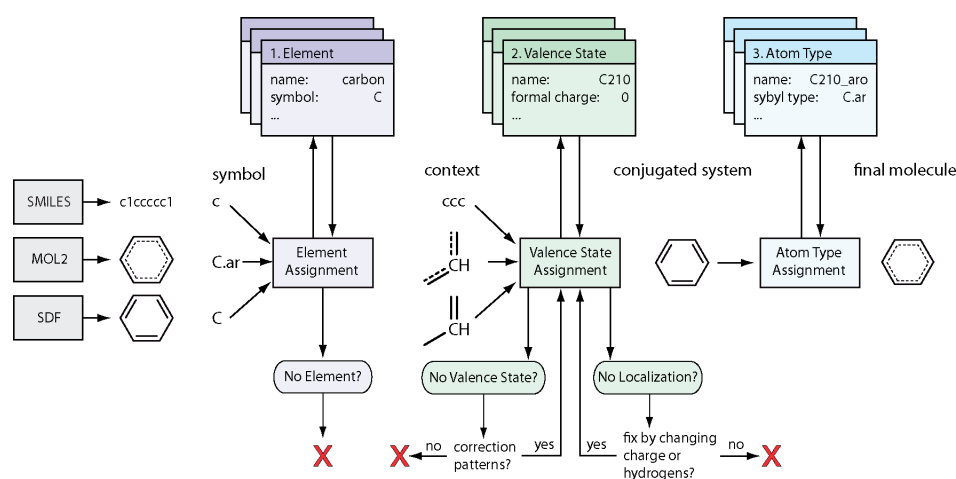 1. Element
name: carbon
symbol: C
...
2. Valence State
name: C210
formal charge: 0
...
3. Atom Type
name: C210_aro
sybyl type: C.ar
...
symbol
context
conjugated system
final molecule
SMILES
c1ccccc1
c
ccc
MOL2
C.ar
Element
Assignment
CH
Valence State
Assignment
Atom Type
Assignment
SDF
C
CH
No Element?
No Valence State?
No Localization?
X
X
no
correction
patterns?
yes
yes
fix by changing
charge or
hydrogens?
no
X